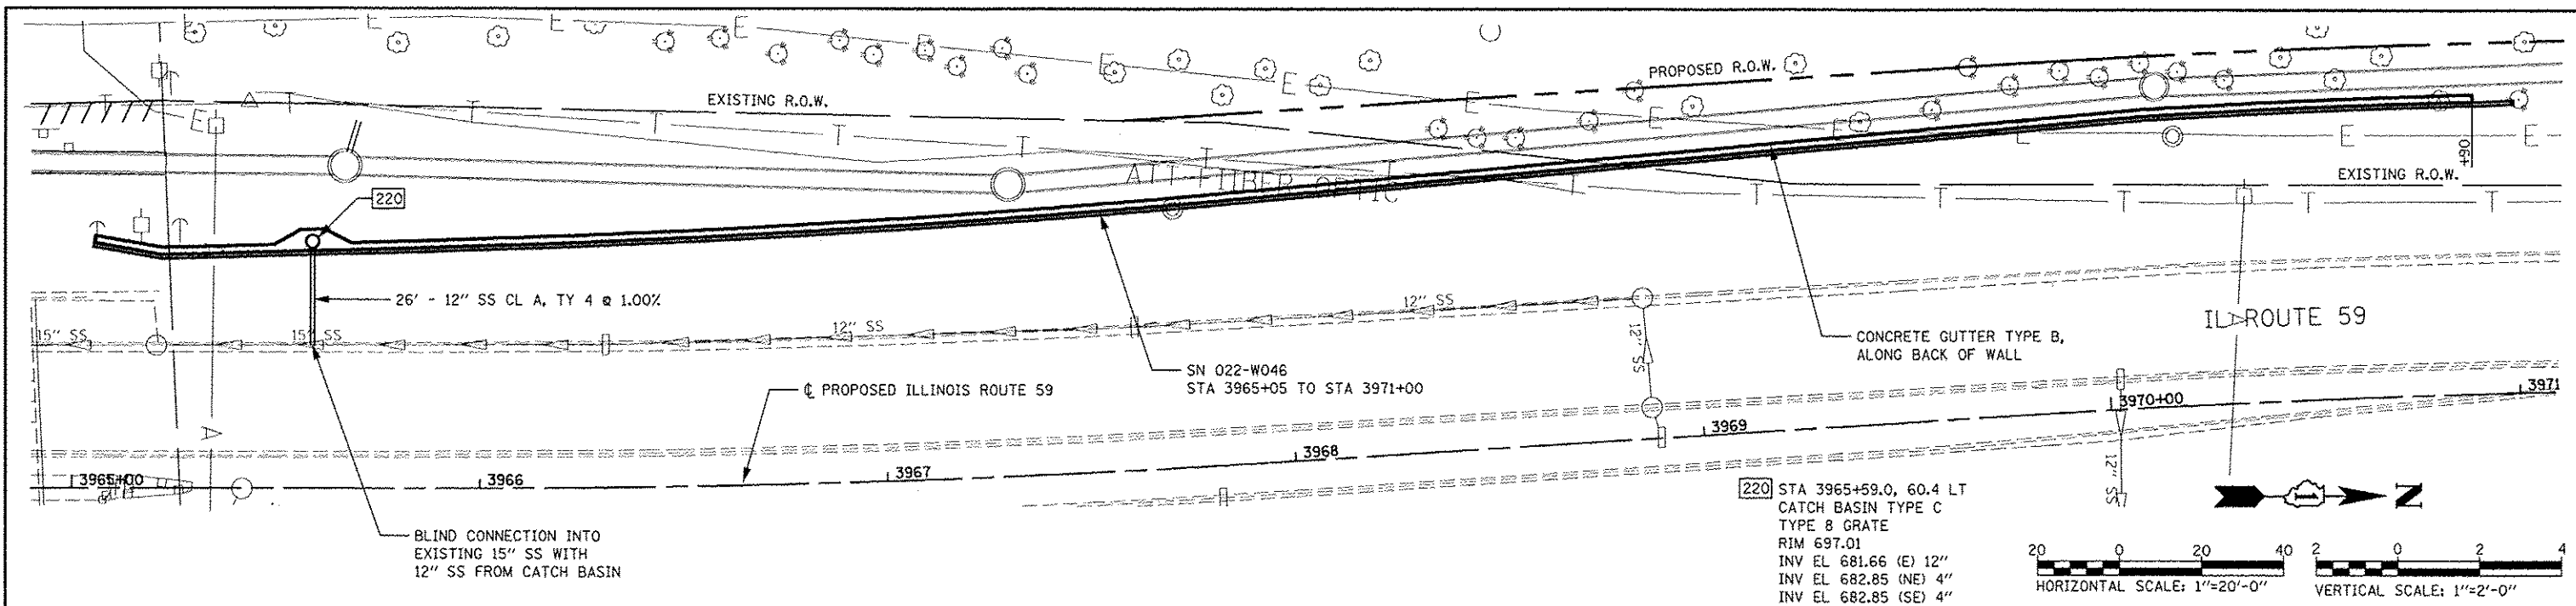 E E E E
PROPOSED R.O.W.
E E
EXISTING R.O.W.
T T T T T T
E E E E
E E E
ATT FIBER OPTIC
+90
EXISTING R.O.W.
T T T T T
220
26' - 12" SS CL A, TY 4 @ 1.00%
15" SS
15" SS
12" SS
12" SS
12" SS
IL ROUTE 59
CONCRETE GUTTER TYPE B,
ALONG BACK OF WALL
SN 022-W046
STA 3965+05 TO STA 3971+00
℄ PROPOSED ILLINOIS ROUTE 59
A
A
3965+00
3966
3967
3968
3969
3970+00
3971
12" SS
BLIND CONNECTION INTO
EXISTING 15" SS WITH
12" SS FROM CATCH BASIN
220 STA 3965+59.0, 60.4 LT
CATCH BASIN TYPE C
TYPE 8 GRATE
RIM 697.01
INV EL 681.66 (E) 12"
INV EL 682.85 (NE) 4"
INV EL 682.85 (SE) 4"
N
20 0 20 40
HORIZONTAL SCALE: 1"=20'-0"
2 0 2 4
VERTICAL SCALE: 1"=2'-0"